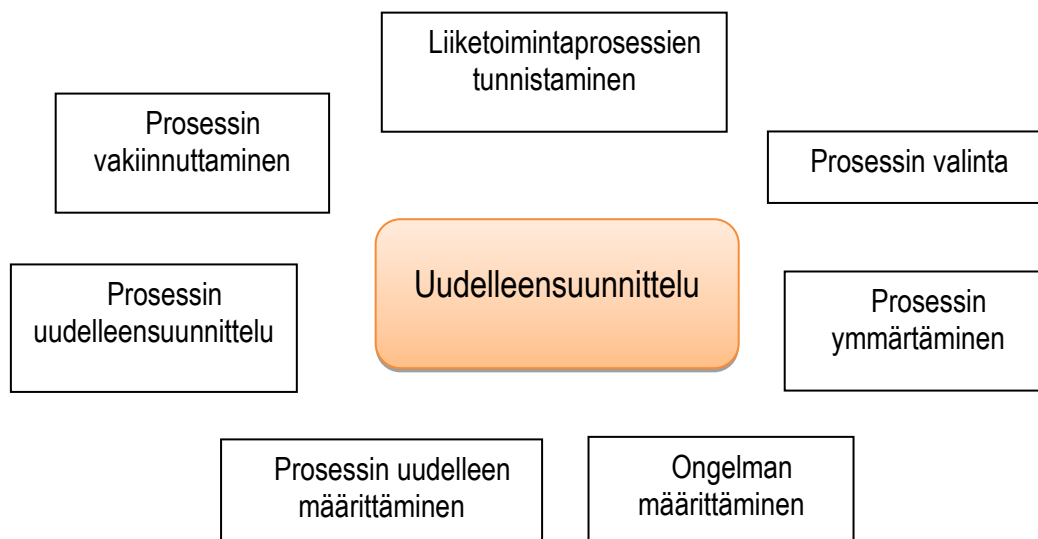 Liiketoimintaprosessien
tunnistaminen
Prosessin
vakiinnuttaminen
Prosessin valinta
Prosessin
uudelleensuunnittelu
Uudelleensuunnittelu
Prosessin
ymmärtäminen
Prosessin uudelleen
määrittäminen
Ongelman
määrittäminen